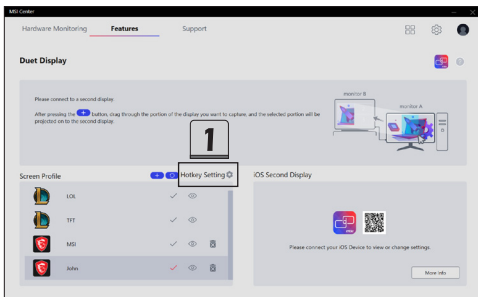 MSI Center
Hardware Monitoring Features Support
Duet Display
Please connect to a second display.
After pressing the button, drag through the portion of the display you want to capture, and the selected portion will be
projected on to the second display.
monitor B
monitor A
1
Screen Profile
Hotkey Setting
iOS Second Display
LOL
TFT
MSI
John
Please connect your iOS Device to view or change settings.
More Info